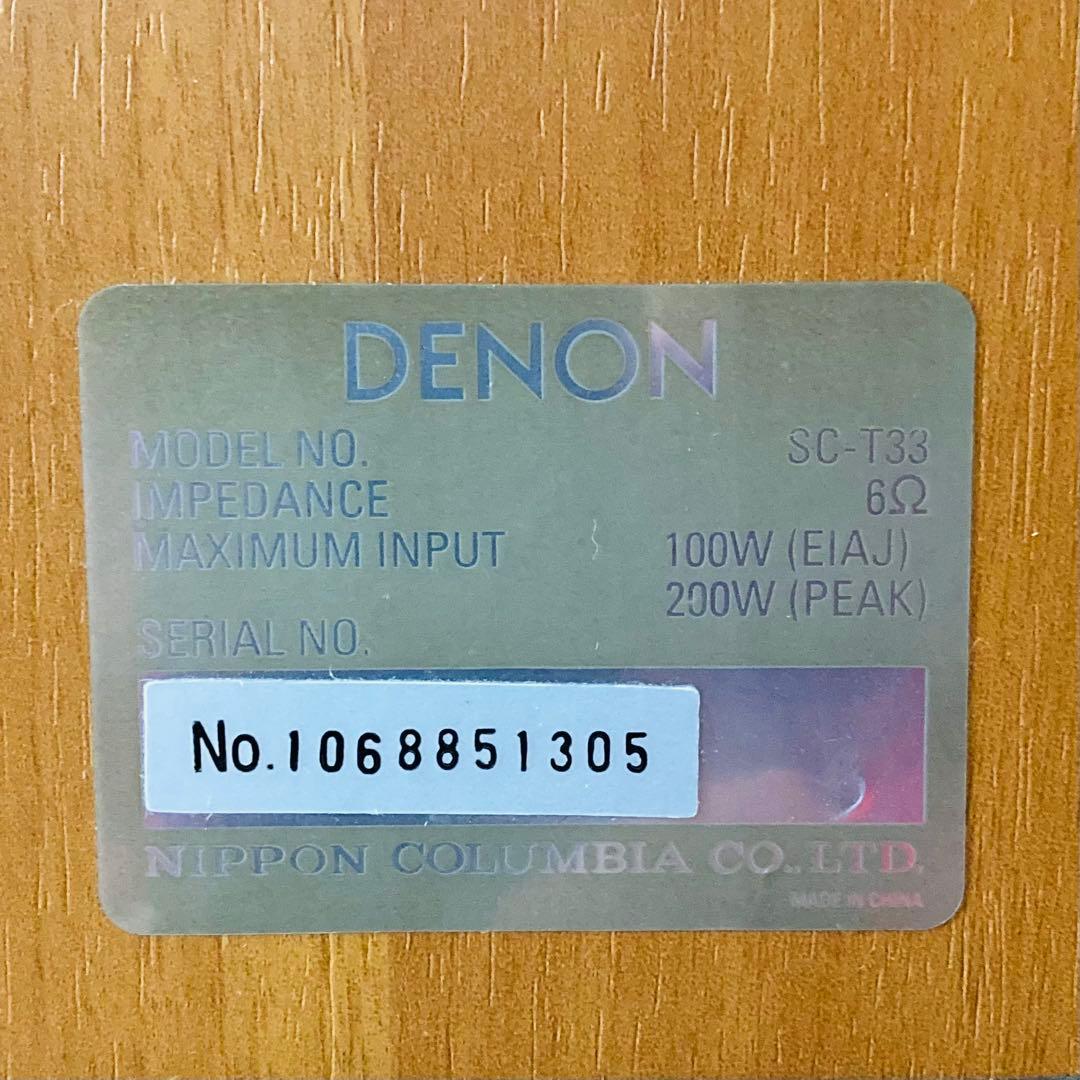 DENON
MODEL NO. SC-T33
IMPEDANCE 6Ω
MAXIMUM INPUT 100W (EIAJ)
200W (PEAK)
SERIAL NO.
No.1068851305
NIPPON COLUMBIA CO.,LTD.
MADE IN CHINA